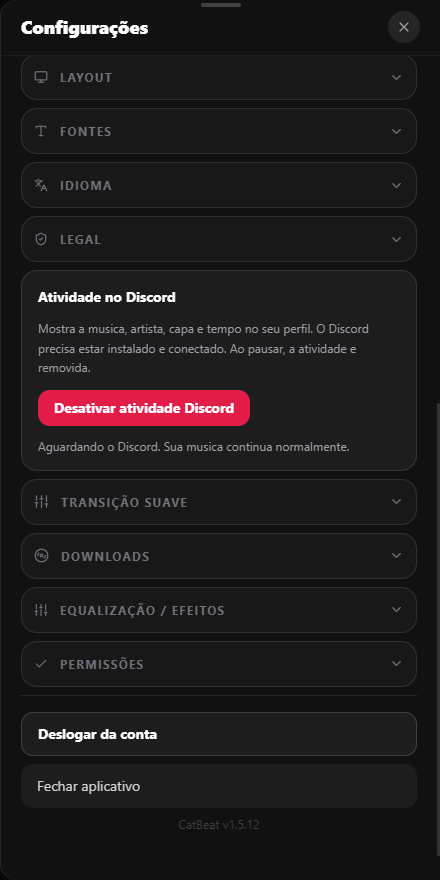 Configurações
LAYOUT
FONTES
IDIOMA
LEGAL
Atividade no Discord
Mostra a musica, artista, capa e tempo no seu perfil. O Discord
precisa estar instalado e conectado. Ao pausar, a atividade e
removida.
Desativar atividade Discord
Aguardando o Discord. Sua musica continua normalmente.
TRANSIÇÃO SUAVE
DOWNLOADS
EQUALIZAÇÃO / EFEITOS
PERMISSÕES
Deslogar da conta
Fechar aplicativo
CatBeat v1.5.12